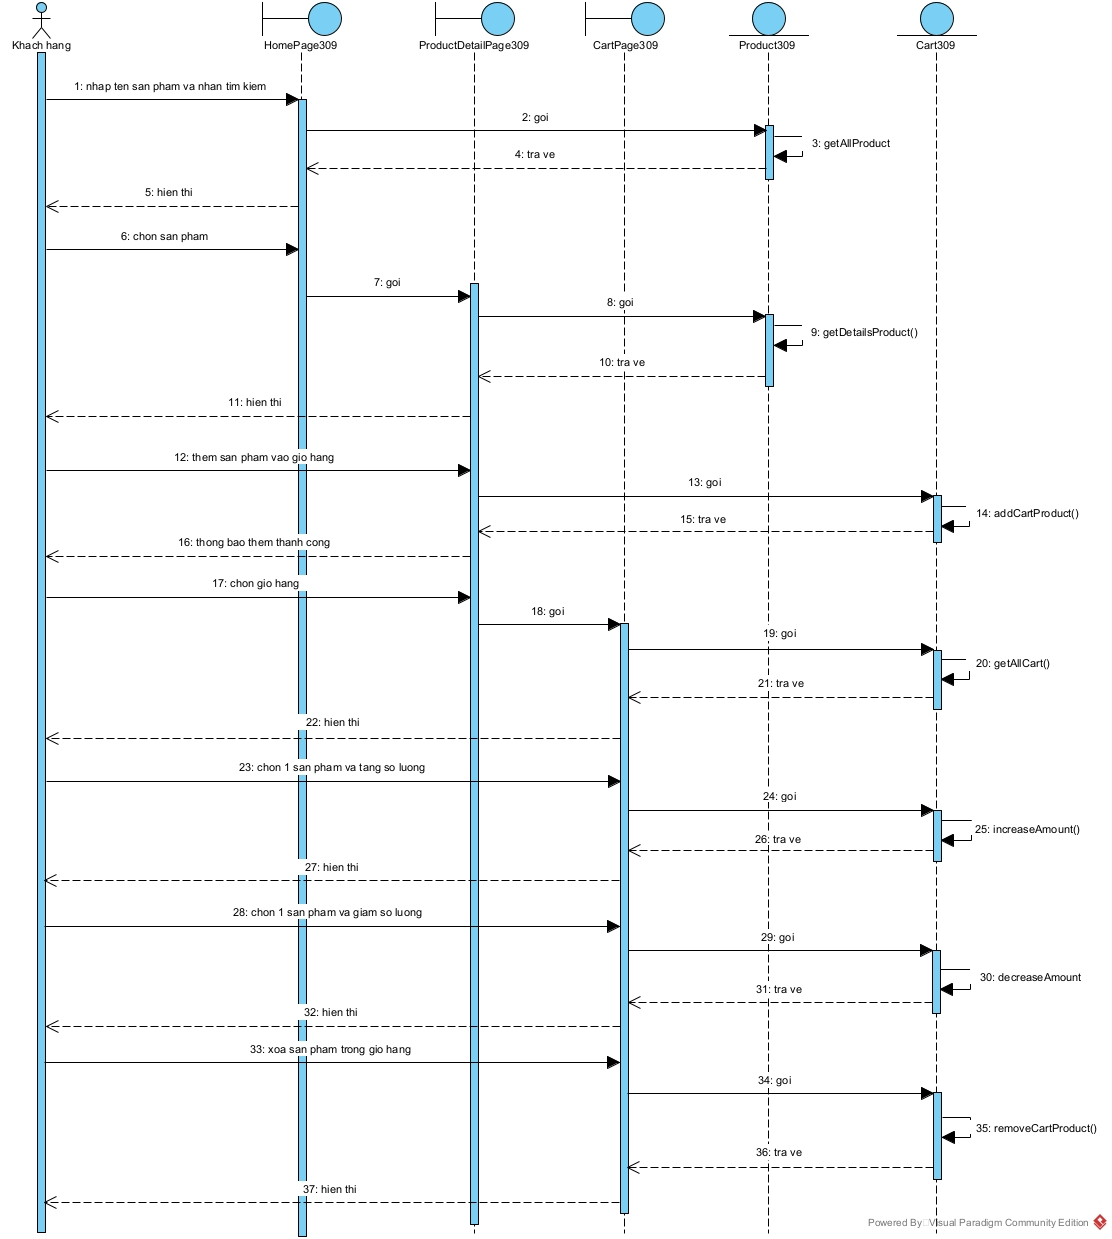 Khach hang
HomePage309
ProductDetailPage309
CartPage309
Product309
Cart309
1: nhap ten san pham va nhan tim kiem
2: goi
3: getAllProduct
4: tra ve
5: hien thi
6: chon san pham
7: goi
8: goi
9: getDetailsProduct()
10: tra ve
11: hien thi
12: them san pham vao gio hang
13: goi
14: addCartProduct()
15: tra ve
16: thong bao them thanh cong
17: chon gio hang
18: goi
19: goi
20: getAllCart()
21: tra ve
22: hien thi
23: chon 1 san pham va tang so luong
24: goi
25: increaseAmount()
26: tra ve
27: hien thi
28: chon 1 san pham va giam so luong
29: goi
30: decreaseAmount
31: tra ve
32: hien thi
33: xoa san pham trong gio hang
34: goi
35: removeCartProduct()
36: tra ve
37: hien thi
Powered By Visual Paradigm Community Edition